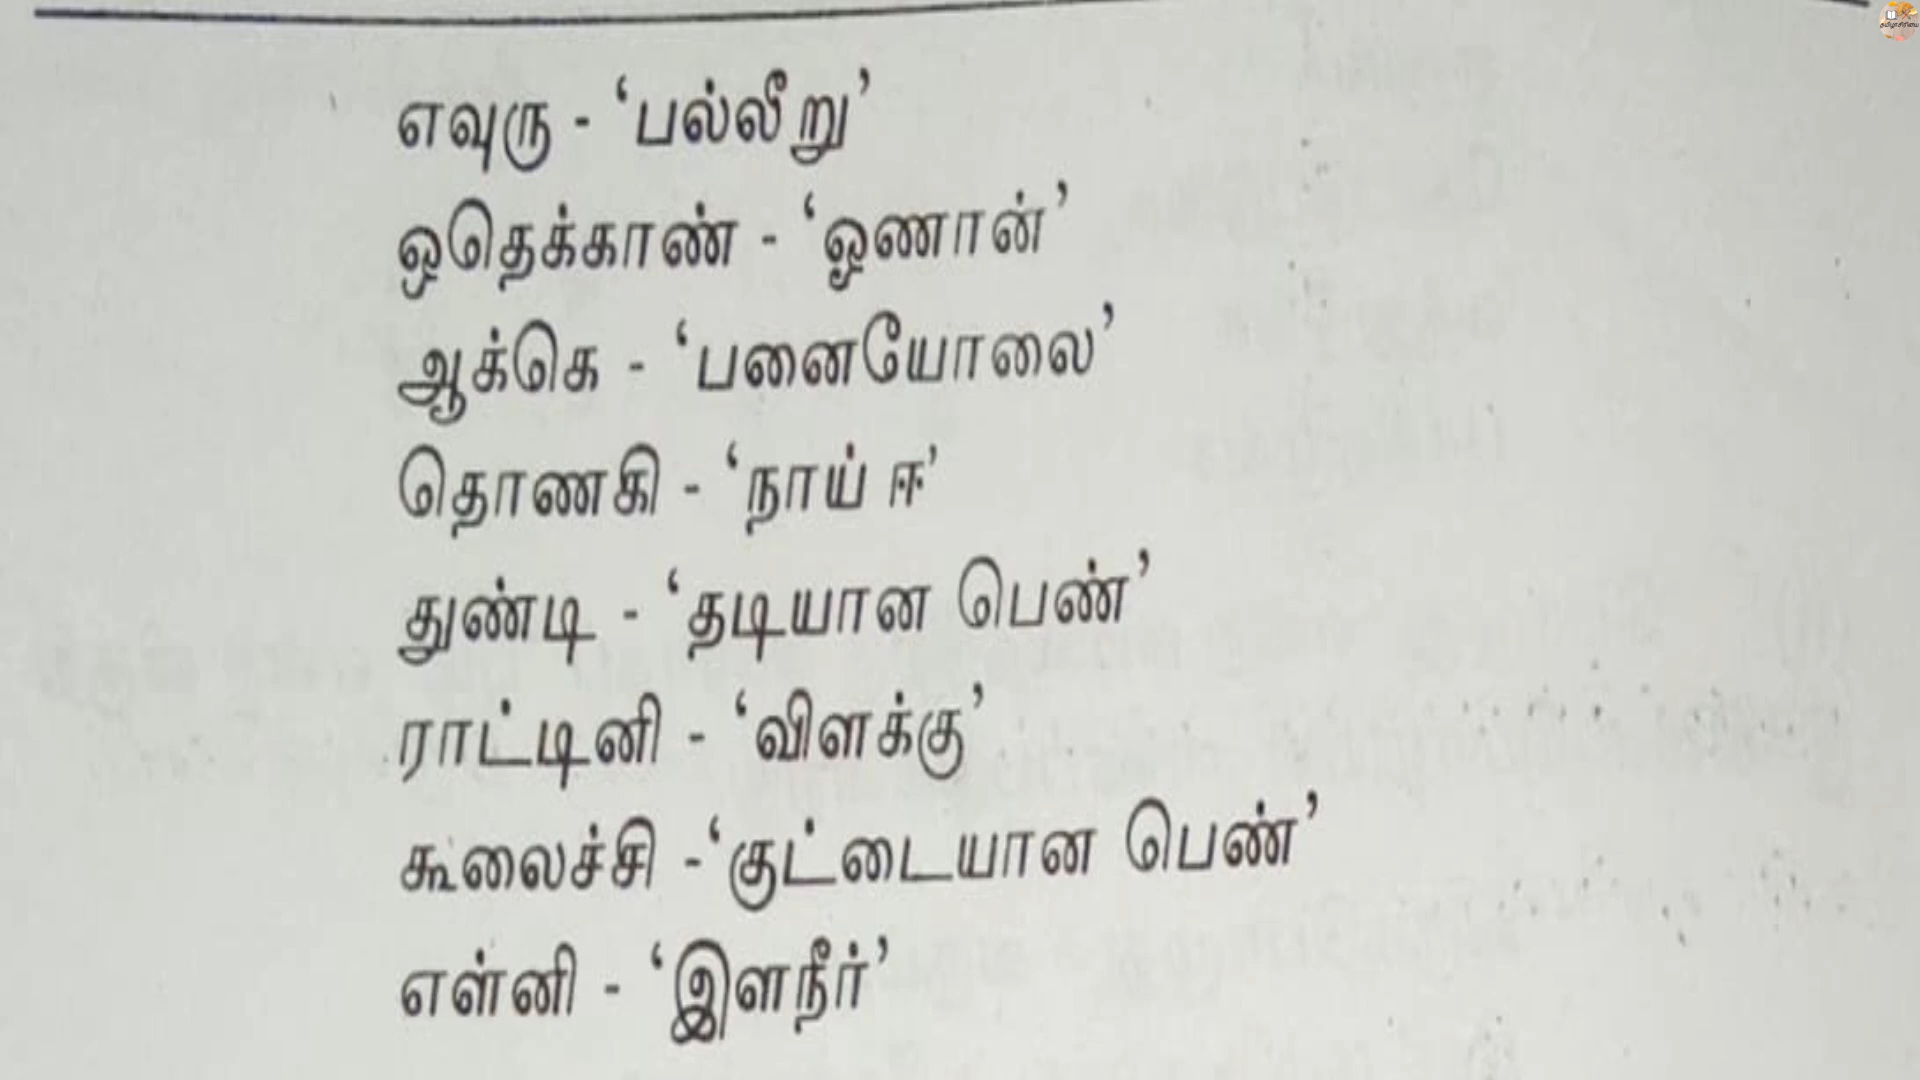 எவுரு - ‘பல்லீறு’
ஒதெக்காண் - ‘ஓணான்’
ஆக்கெ - ‘பனையோலை’
தொணகி - ‘நாய் ஈ’
துண்டி - ‘தடியான பெண்’
ராட்டினி - ‘விளக்கு’
கூலைச்சி -‘குட்டையான பெண்’
எள்னி - ‘இளநீர்’